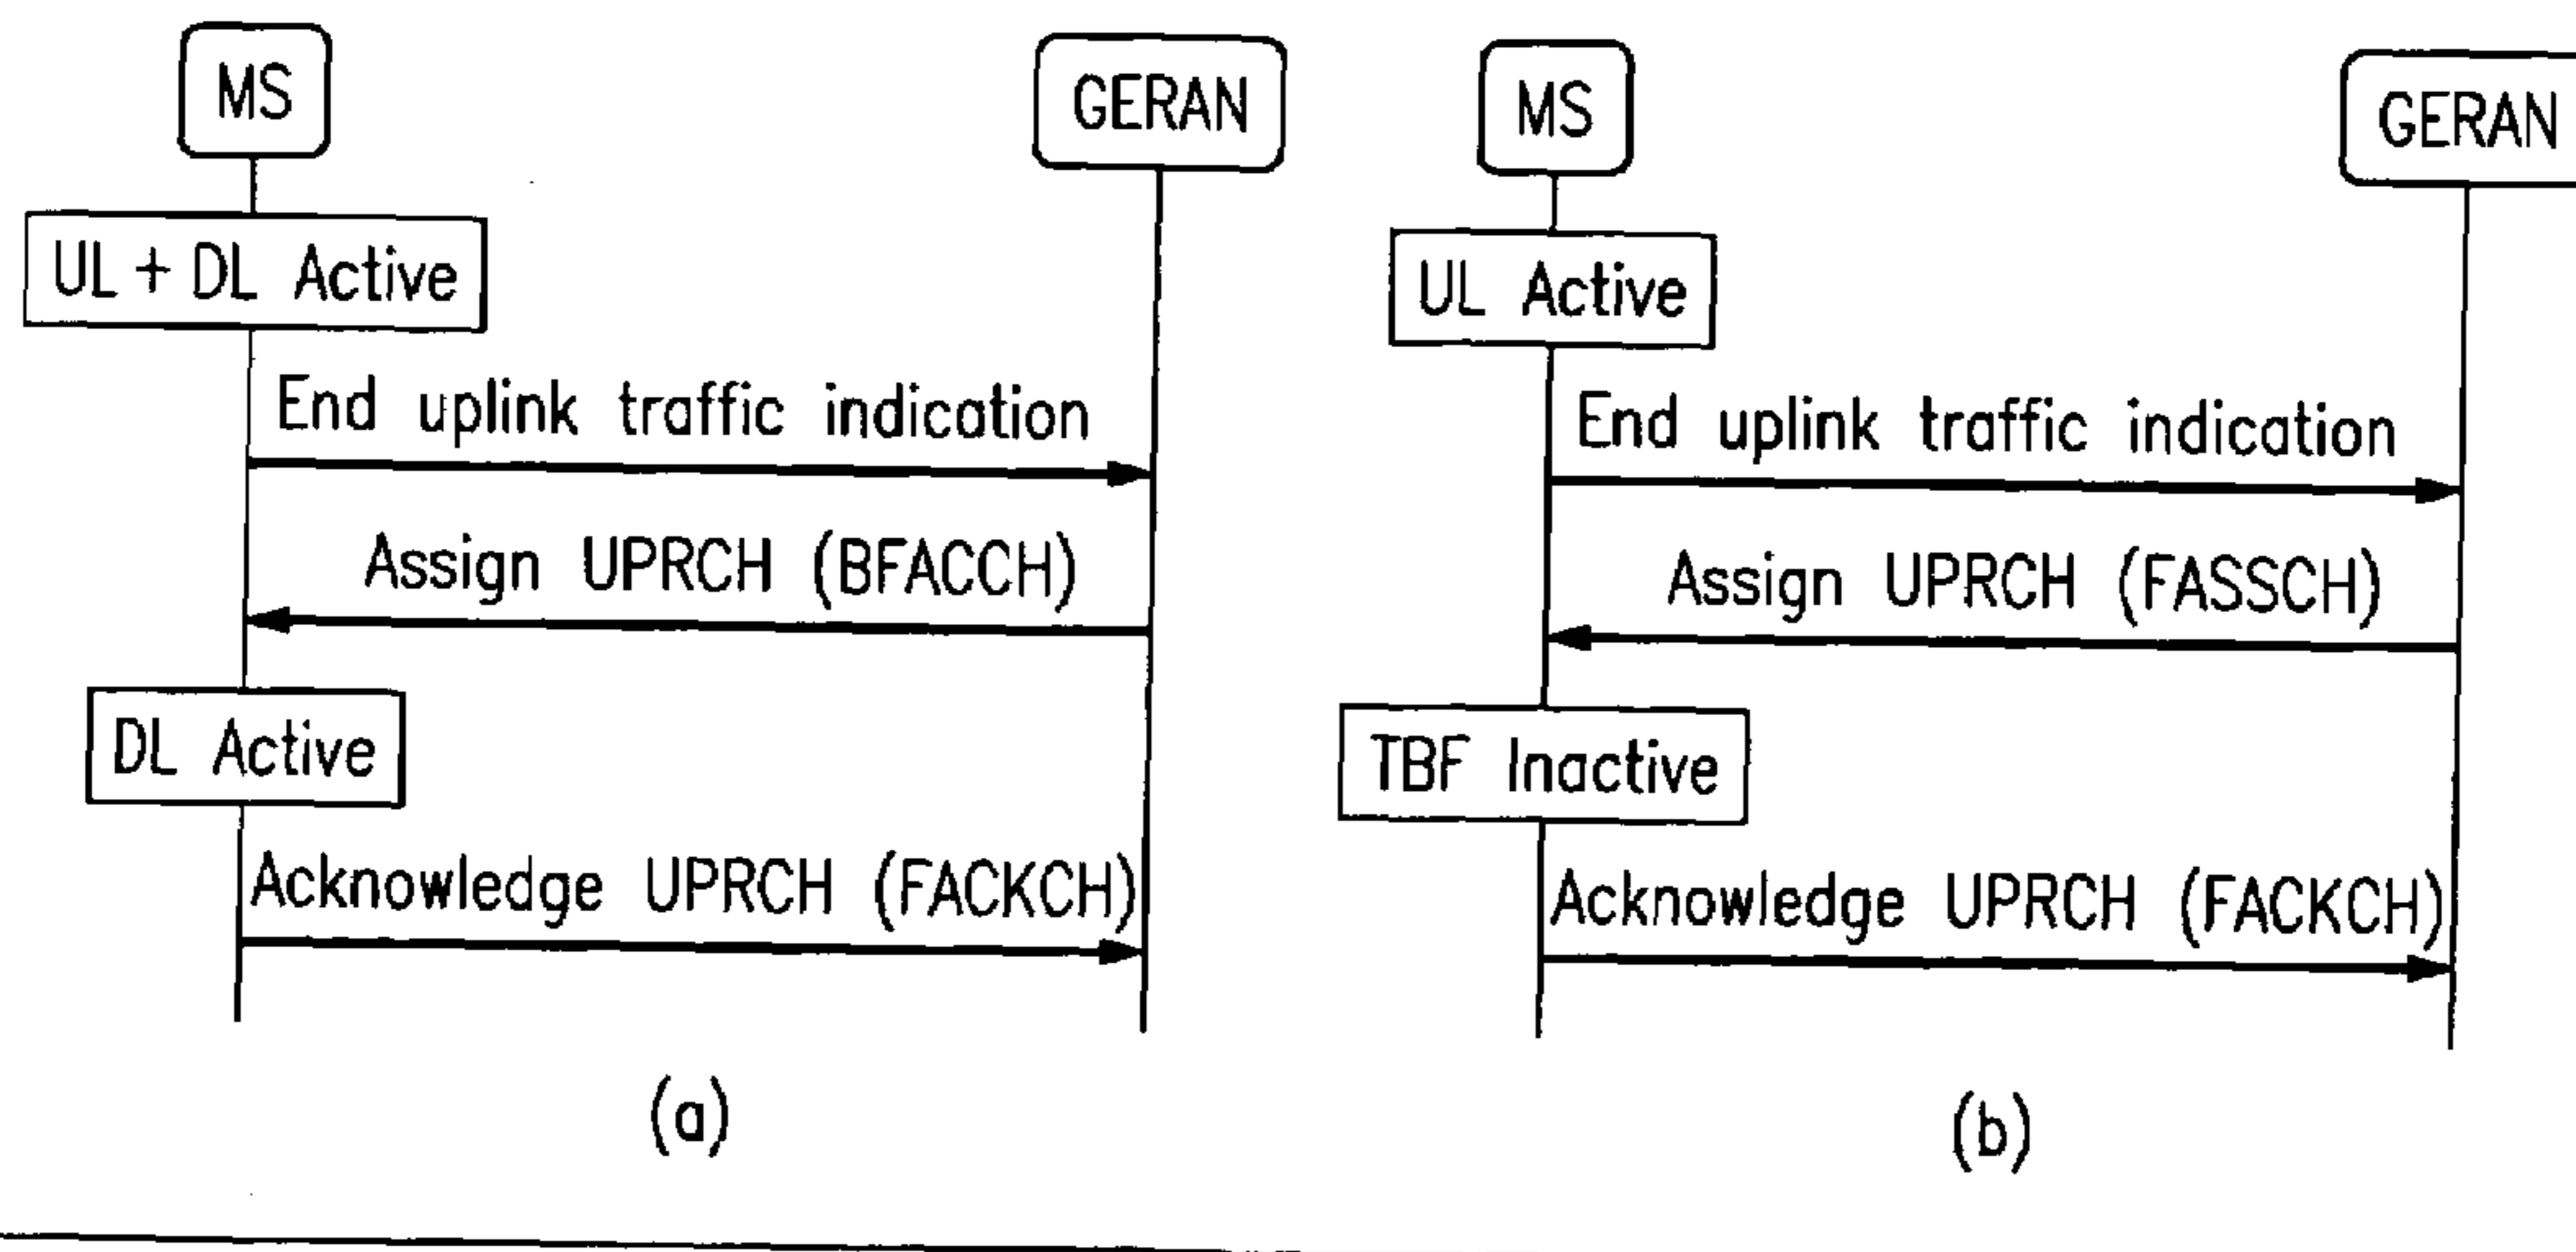 MS
GERAN
UL + DL Active
End uplink traffic indication
Assign UPRCH (BFACCH)
DL Active
Acknowledge UPRCH (FACKCH)
(a)
MS
GERAN
UL Active
End uplink traffic indication
Assign UPRCH (FASSCH)
TBF Inactive
Acknowledge UPRCH (FACKCH)
(b)